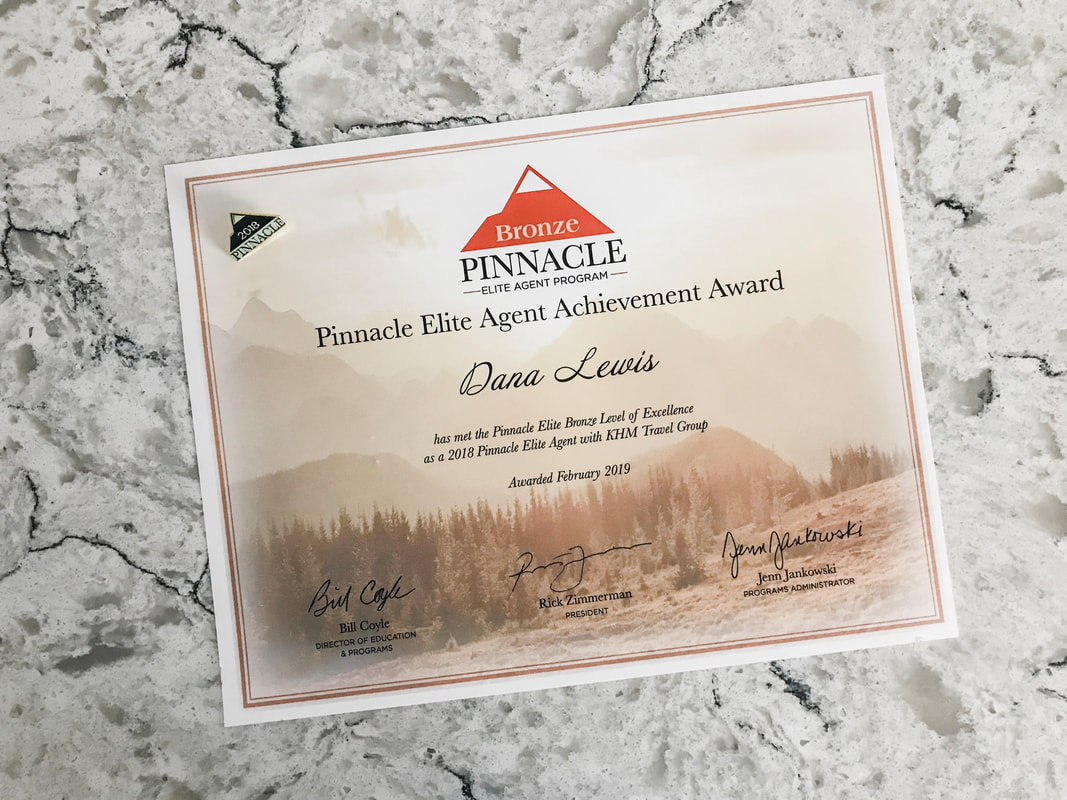 2018
PINNACLE
Bronze
PINNACLE
ELITE AGENT PROGRAM
Pinnacle Elite Agent Achievement Award
Dana Lewis
has met the Pinnacle Elite Bronze Level of Excellence
as a 2018 Pinnacle Elite Agent with KHM Travel Group
Awarded February 2019
Bill Coyle
Bill Coyle
DIRECTOR OF EDUCATION
& PROGRAMS
Rick Zimmerman
PRESIDENT
Jenn Jankowski
Jenn Jankowski
PROGRAMS ADMINISTRATOR